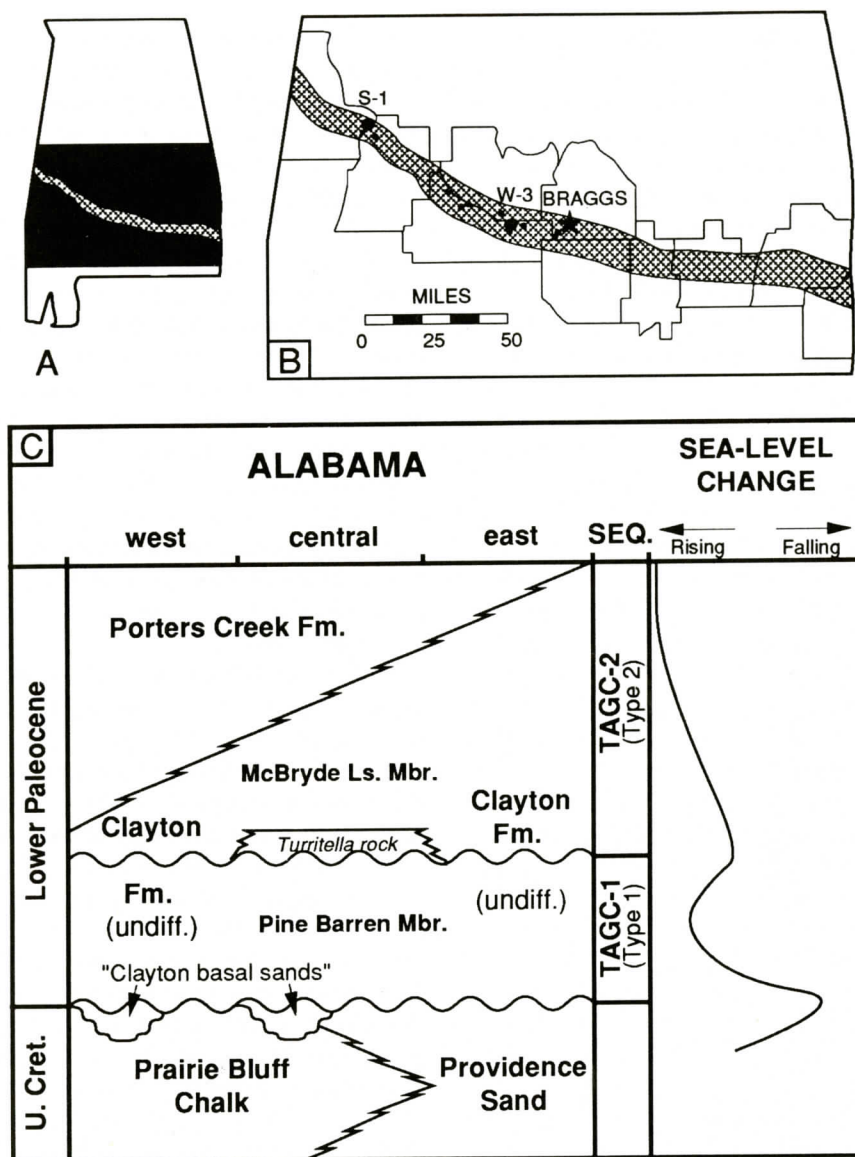 A
S-1
W-3 BRAGGS
MILES
0 25 50
B
C
ALABAMA
SEA-LEVEL
CHANGE
west central east SEQ.
Rising Falling
Lower Paleocene
Porters Creek Fm.
McBryde Ls. Mbr.
Clayton
Turritella rock
Clayton
Fm.
TAGC-2
(Type 2)
Fm.
(undiff.)
Pine Barren Mbr.
(undiff.)
"Clayton basal sands"
TAGC-1
(Type 1)
U. Cret.
Prairie Bluff
Chalk
Providence
Sand